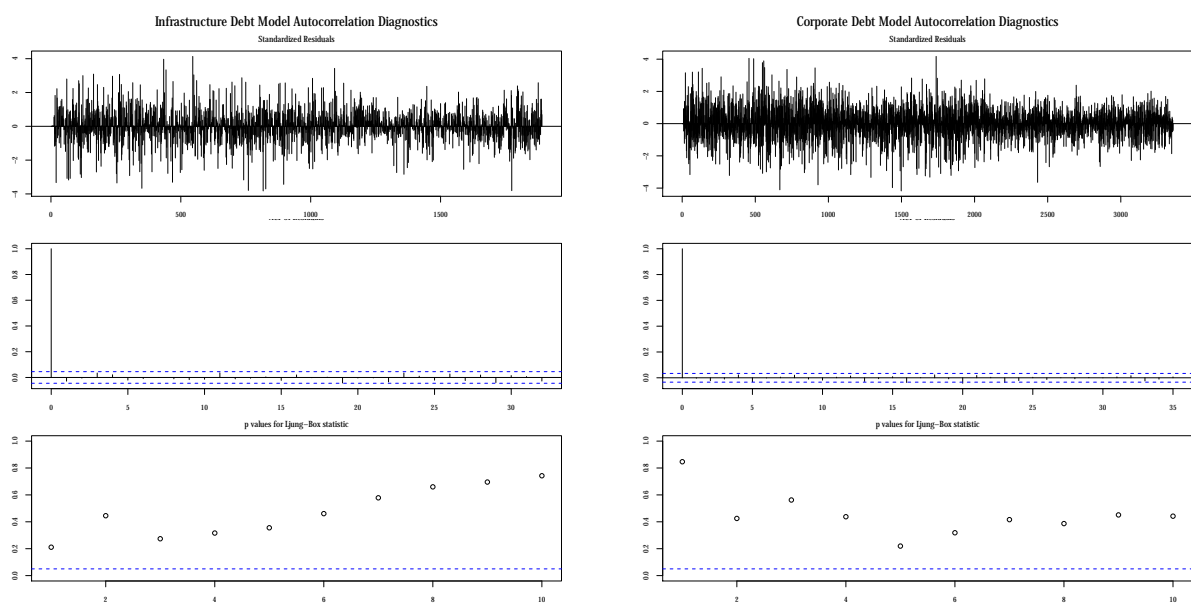 Infrastructure Debt Model Autocorrelation Diagnostics
Standardized Residuals
4
2
0
−2
−4
0 500 1000 1500
1.0
0.8
0.6
0.4
0.2
0.0
0 5 10 15 20 25 30
p values for Ljung−Box statistic
1.0
0.8
0.6
0.4
0.2
0.0
2 4 6 8 10
Corporate Debt Model Autocorrelation Diagnostics
Standardized Residuals
4
2
0
−2
−4
0 500 1000 1500 2000 2500 3000
1.0
0.8
0.6
0.4
0.2
0.0
0 5 10 15 20 25 30 35
p values for Ljung−Box statistic
1.0
0.8
0.6
0.4
0.2
0.0
2 4 6 8 10